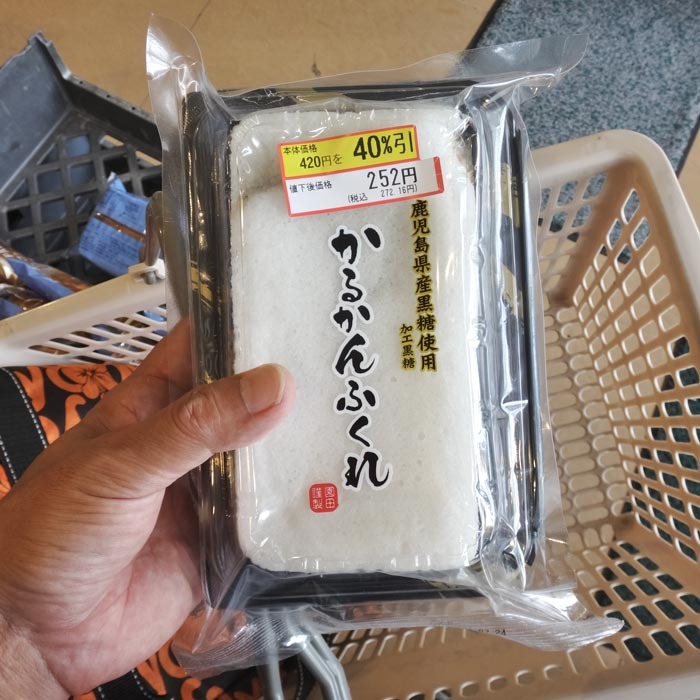 本体価格
420円を 40%引
値下後価格
252円
(税込 272.16円)
鹿児島県産黒糖使用
加工黒糖
かるかんふくれ
謹製